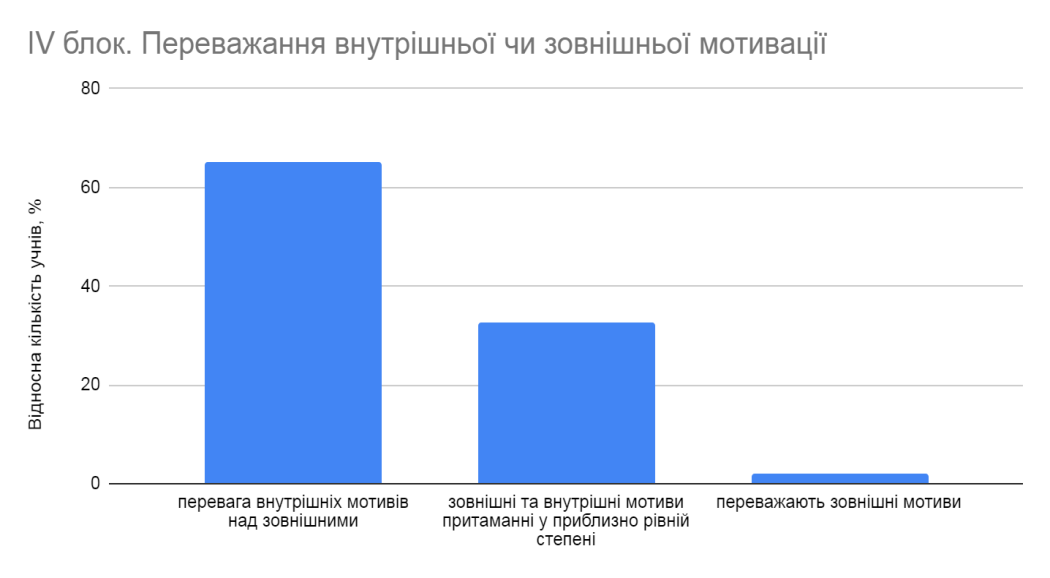 IV блок. Переважання внутрішньої чи зовнішньої мотивації
Відносна кількість учнів, %
80
60
40
20
0
перевага внутрішніх мотивів
над зовнішними
зовнішні та внутрішні мотиви
притаманні у приблизно рівній
степені
переважають зовнішні мотиви